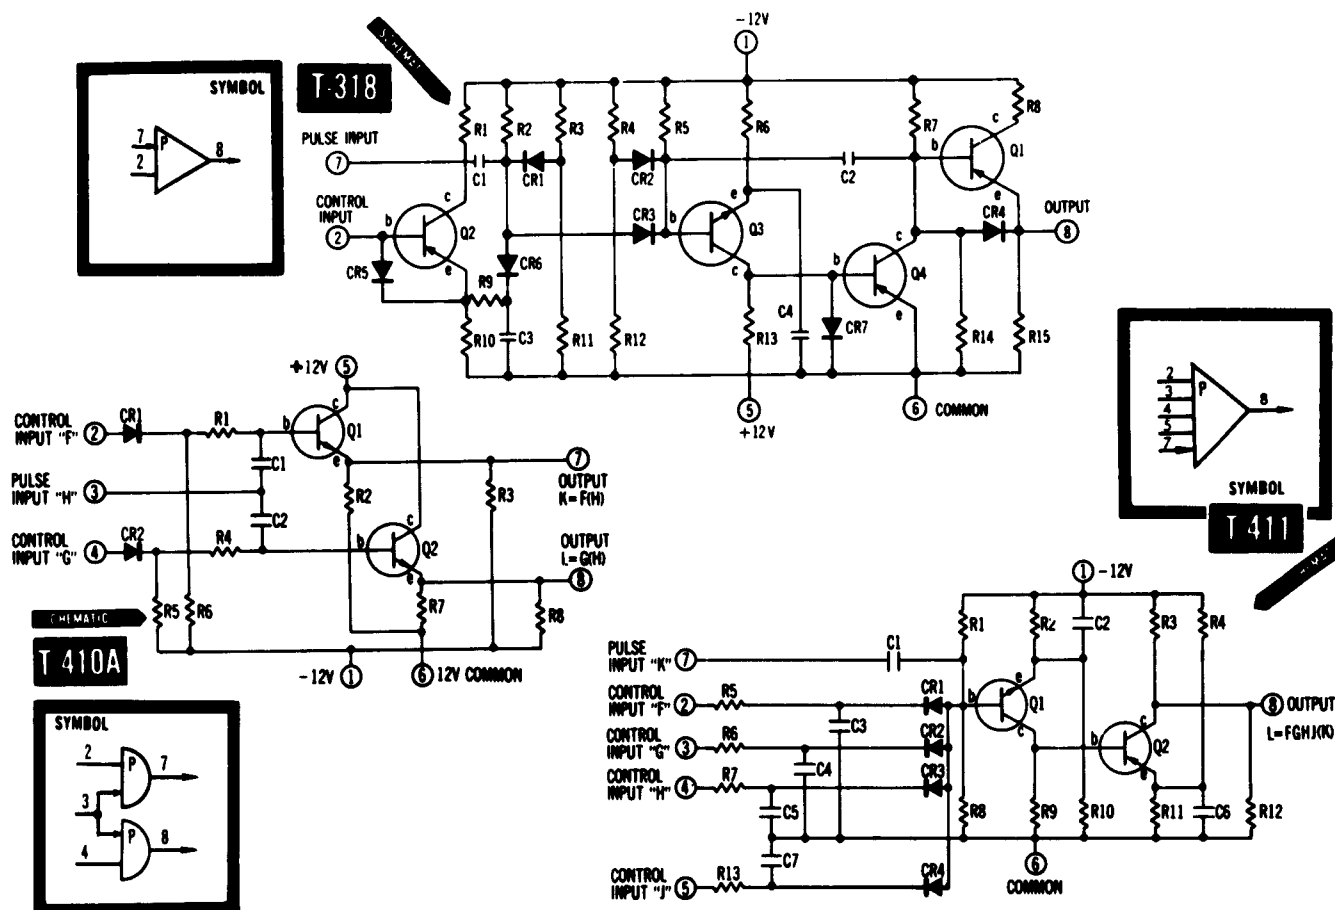 SYMBOL
7
P
2
8
T-318
SCHEMATIC
-12V
1
R1
R2
R3
R4
R5
R6
R7
R8
PULSE INPUT
7
C1
CR1
CR2
C2
b
c
Q1
e
CONTROL
INPUT
2
b
c
Q2
e
CR5
CR3
b
e
Q3
c
CR4
OUTPUT
8
CR6
R9
b
c
Q4
e
R10
C3
R11
R12
R13
C4
CR7
R14
R15
5
+12V
6
COMMON
+12V
5
CONTROL
INPUT "F"
2
CR1
R1
b
c
Q1
e
C1
PULSE
INPUT "H"
3
R2
R3
7
OUTPUT
K=F(H)
C2
CONTROL
INPUT "G"
4
CR2
R4
b
c
Q2
e
OUTPUT
L=G(H)
8
R5
R6
R7
R8
CHEMATIC
T 410A
-12V
1
6
12V COMMON
SYMBOL
2
P
7
3
P
8
4
2
3
4
5
7
P
8
SYMBOL
T 411
1
-12V
R1
R2
C2
R3
R4
PULSE
INPUT "K"
7
C1
CONTROL
INPUT "F"
2
R5
C3
CR1
b
e
Q1
c
8
OUTPUT
L=FGHJ(K)
CONTROL
INPUT "G"
3
R6
C4
CR2
b
c
Q2
e
CONTROL
INPUT "H"
4
R7
C5
CR3
R8
R9
R10
R11
C6
R12
C7
6
COMMON
CONTROL
INPUT "J"
5
R13
CR4